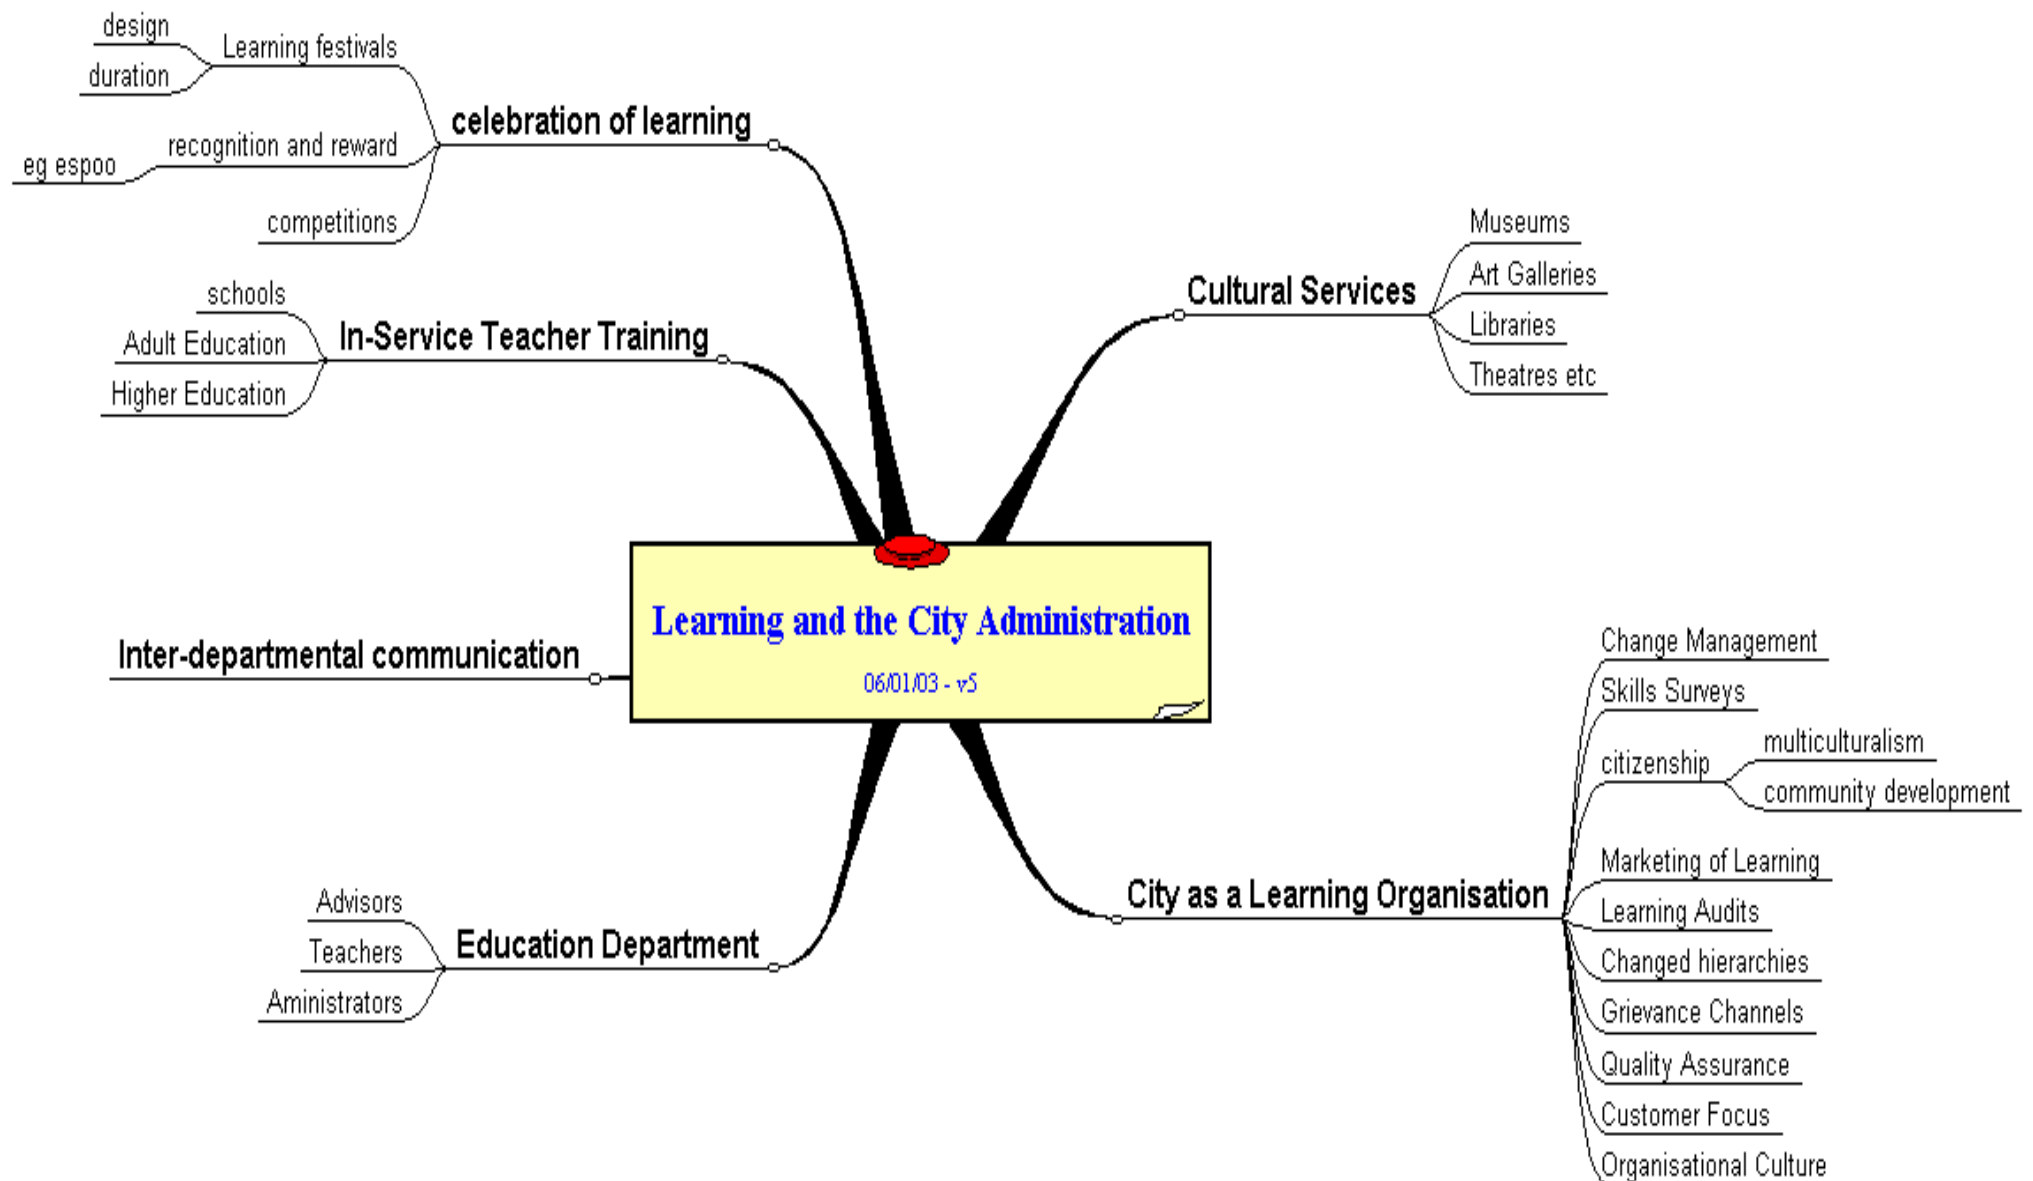 design
duration
Learning festivals
eg espoo
recognition and reward
competitions
celebration of learning
schools
Adult Education
Higher Education
In-Service Teacher Training
Inter-departmental communication
Advisors
Teachers
Aministrators
Education Department
Learning and the City Administration
06/01/03 - v5
Cultural Services
Museums
Art Galleries
Libraries
Theatres etc
City as a Learning Organisation
Change Management
Skills Surveys
citizenship
multiculturalism
community development
Marketing of Learning
Learning Audits
Changed hierarchies
Grievance Channels
Quality Assurance
Customer Focus
Organisational Culture